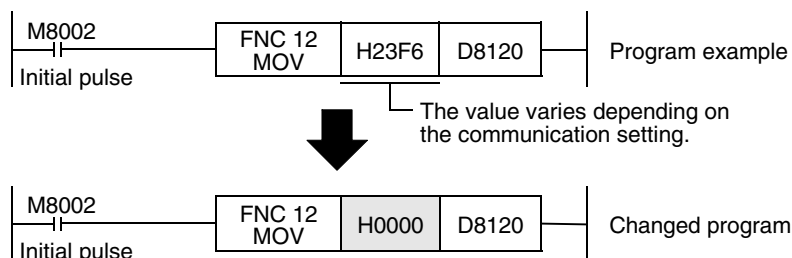 M8002
FNC 12
MOV
H23F6
D8120
Program example
Initial pulse
The value varies depending on
the communication setting.
M8002
FNC 12
MOV
H0000
D8120
Changed program
Initial pulse